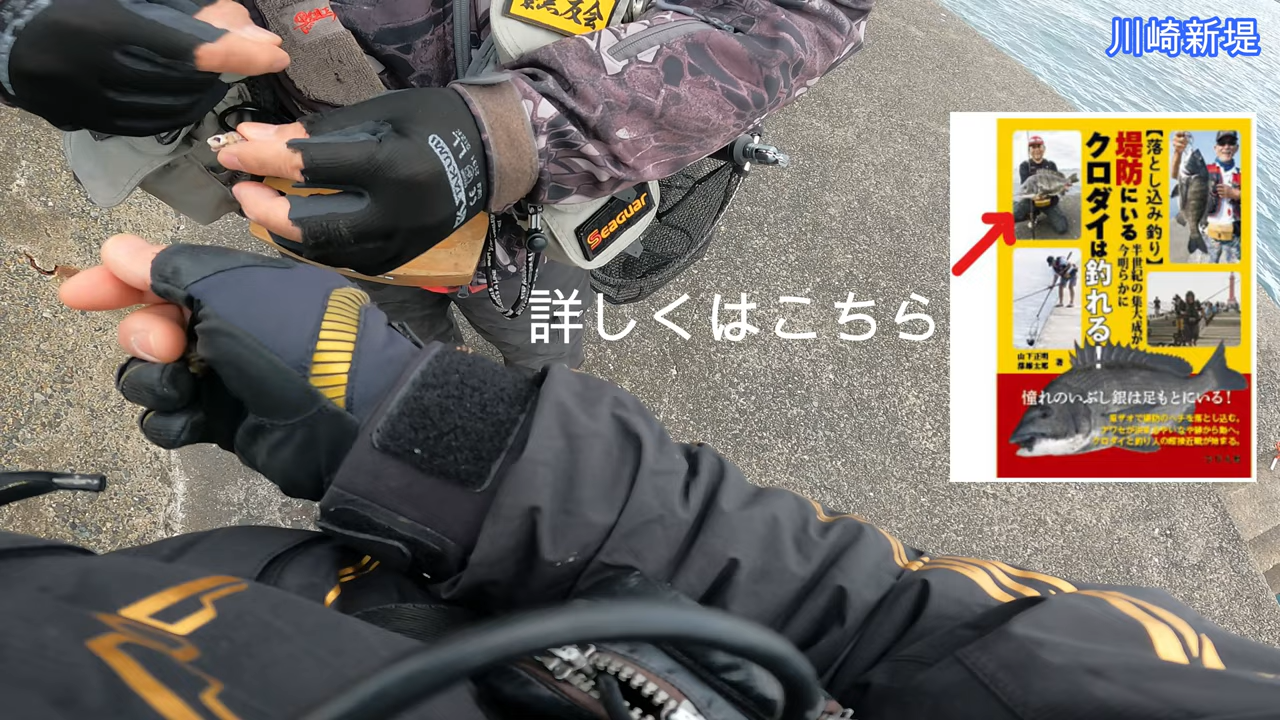 川崎新堤
詳しくはこちら
【落とし込み釣り】
堤防にいる
クロダイは釣れる!
半世紀の集大成が
今明らかに
山下正明
著
憧れのいぶし銀は足もとにいる!
Seaguar
TAKUMI
11